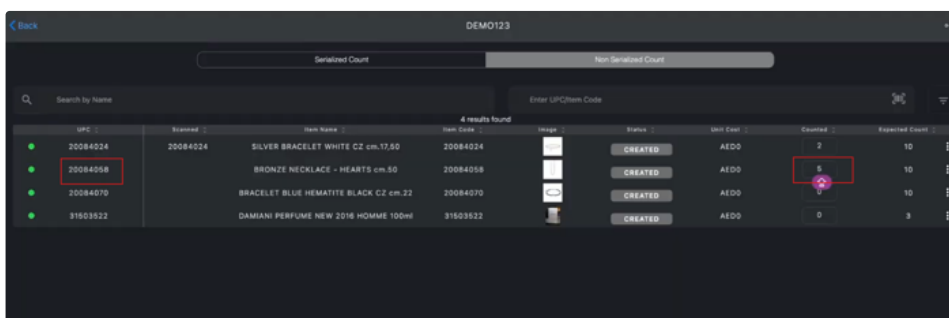 Back DEMO123
Serialized Count Non Serialized Count
Search by Name Enter UPC/Item Code
4 results found
UPC Scanned Item Name Item Code Image Status Unit Cost Counted Expected Count
20084024 20084024 SILVER BRACELET WHITE CZ cm.17,50 20084024 CREATED AED0 2 10
20084058 BRONZE NECKLACE - HEARTS cm.50 20084058 CREATED AED0 5 10
20084070 BRACELET BLUE HEMATITE BLACK CZ cm.22 20084070 CREATED AED0 0 10
31503522 DAMIANI PERFUME NEW 2016 HOMME 100ml 31503522 CREATED AED0 0 3